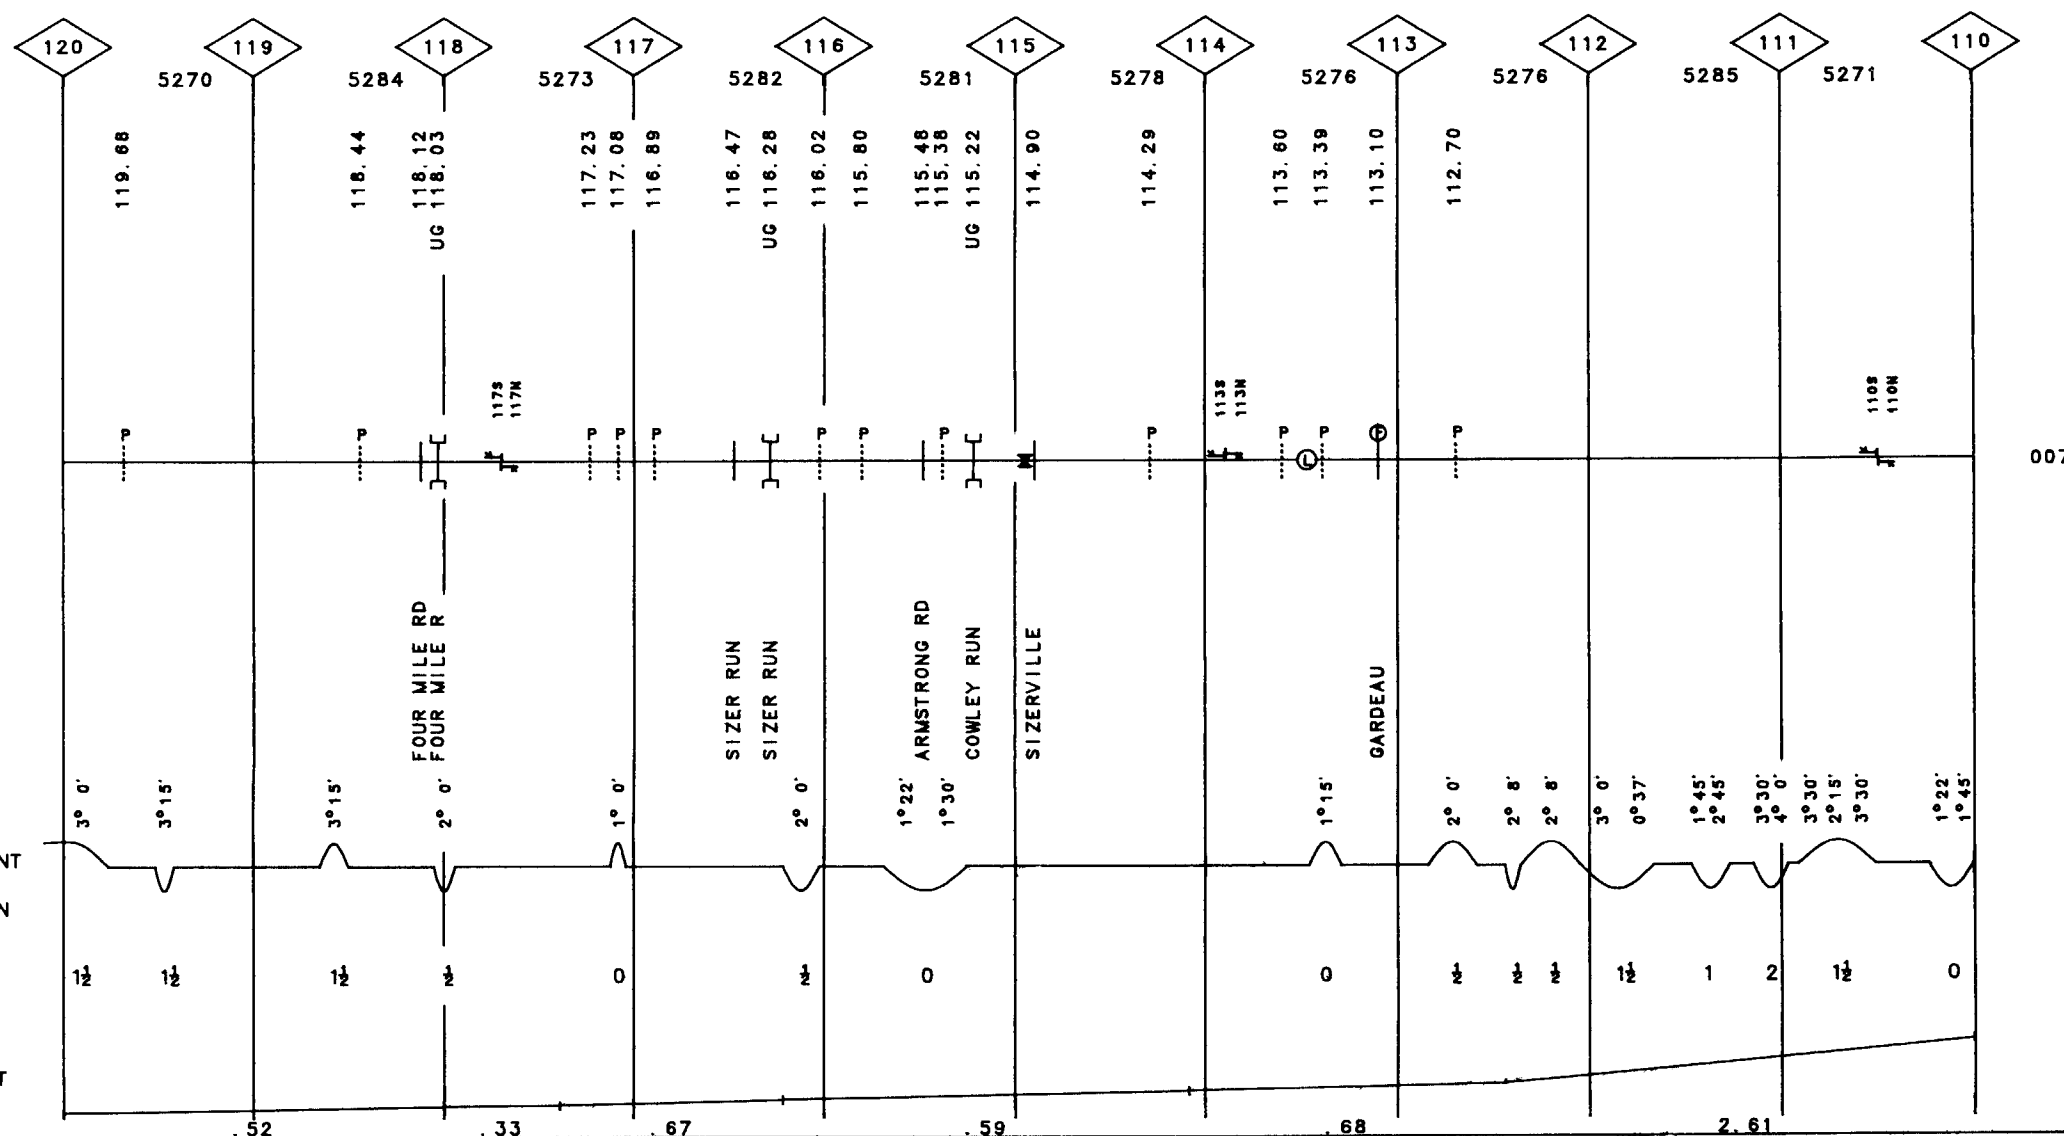 120 119 118 117 116 115 114 113 112 111 110
5270 5284 5273 5282 5281 5278 5276 5276 5285 5271
119.68
118.44
118.12
UG 118.03
117.23
117.08
116.89
116.47
UG 116.28
116.02
115.80
115.48
115.38
UG 115.22
114.90
114.29
113.60
113.39
113.10
112.70
117S
117N
113S
113N
110S
110N
P P P P P P P P P P P P P
L
007
FOUR MILE RD
FOUR MILE R
SIZER RUN
SIZER RUN
ARMSTRONG RD
COWLEY RUN
SIZERVILLE
GARDEAU
3° 0'
3°15'
3°15'
2° 0'
1° 0'
2° 0'
1°22'
1°30'
1°15'
2° 0'
2° 8'
2° 8'
3° 0'
0°37'
1°45'
2°45'
3°30'
4° 0'
3°30'
2°15'
3°30'
1°22'
1°45'
NT
N
1½ 1½ 1½ ½ 0 ½ 0 0 ½ ½ ½ 1½ 1 2 1½ 0
T
.52 .33 .67 .59 .68 2.61